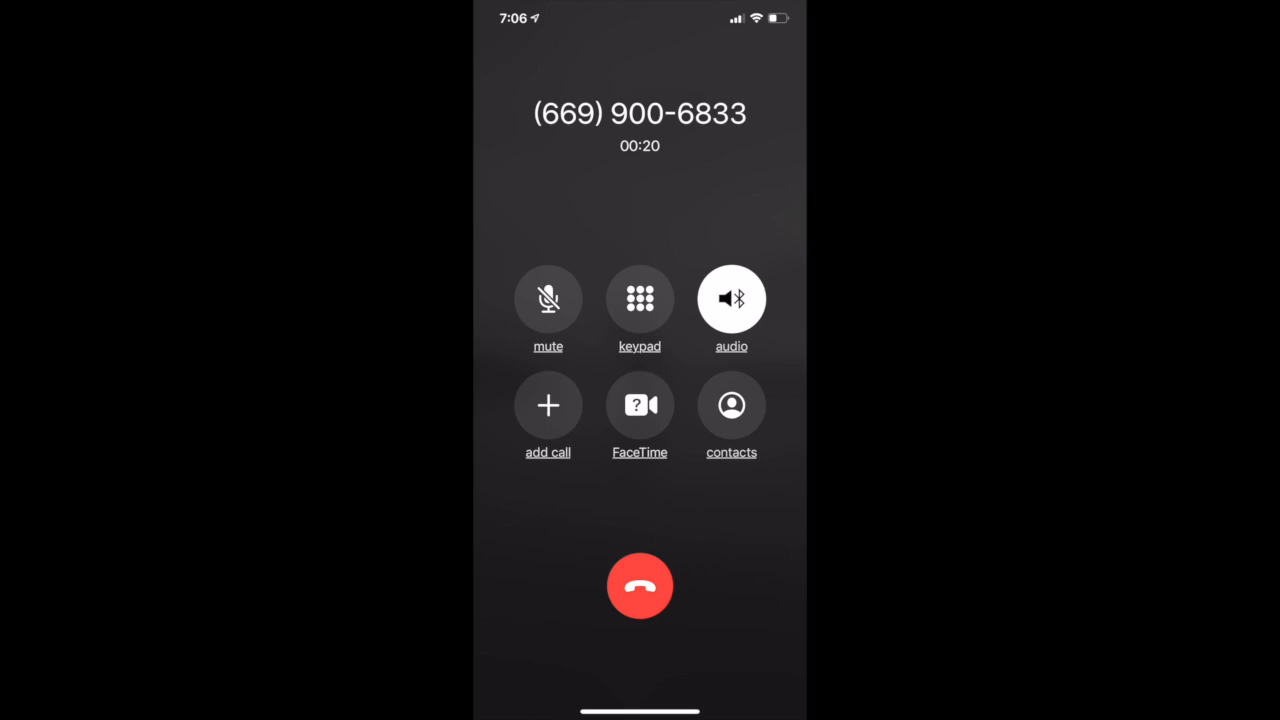 7:06
(669) 900-6833
00:20
mute keypad audio
?
add call FaceTime contacts